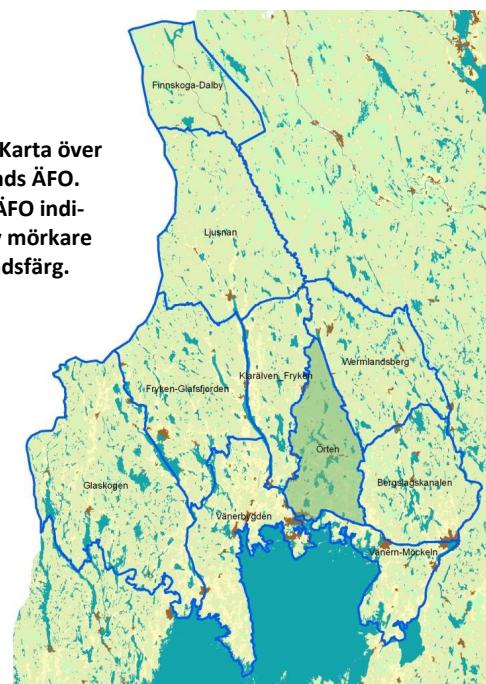 Karta över
nds ÄFO.
ÄFO indi-
v mörkare
dsfärg.
Finnskoga-Dalby
Ljusnan
Wermlandsberg
Klarälven_Fryken
Fryken-Glafsfjorden
Örten
Glaskogen
Bergslagskanalen
Vänerbygden
Vänern-Möckeln